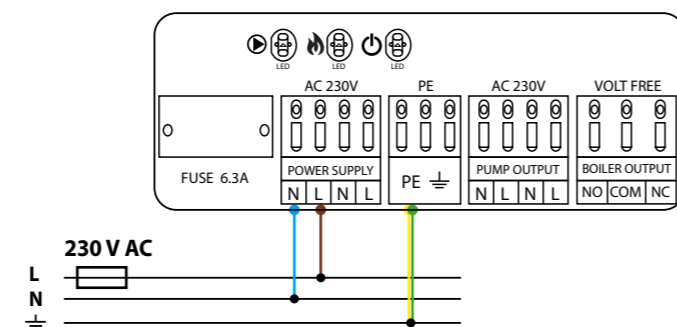 LED LED LED
AC 230V PE AC 230V VOLT FREE
FUSE 6.3A
POWER SUPPLY PE PUMP OUTPUT BOILER OUTPUT
N L N L N L N L NO COM NC
230 V AC
L
N